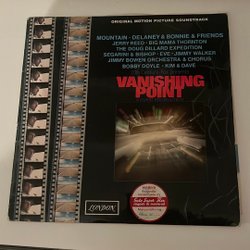 ORIGINAL MOTION PICTURE SOUNDTRACK
MOUNTAIN • DELANEY & BONNIE & FRIENDS
JERRY REED • BIG MAMA THORNTON
THE DOUG DILLARD EXPEDITION
SEGARINI & BISHOP • EVE • JIMMY WALKER
JIMMY BOWEN ORCHESTRA & CHORUS
BOBBY DOYLE • KIM & DAVE
VANISHING
POINT
LONDON